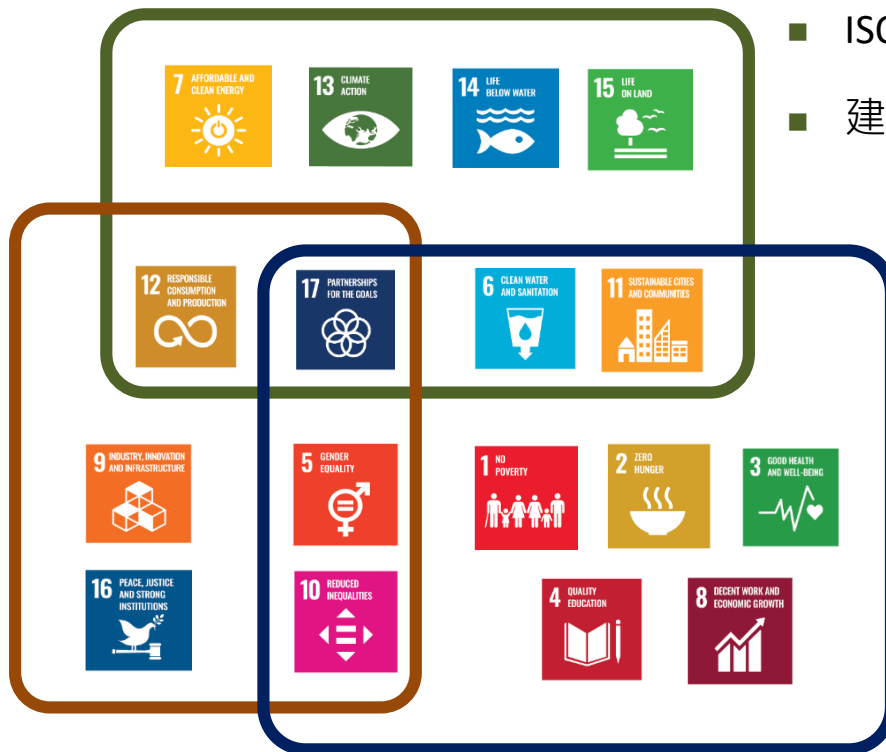 ■ ISO
■ 建
7 AFFORDABLE AND
CLEAN ENERGY
13 CLIMATE
ACTION
14 LIFE
BELOW WATER
15 LIFE
ON LAND
12 RESPONSIBLE
CONSUMPTION
AND PRODUCTION
17 PARTNERSHIPS
FOR THE GOALS
6 CLEAN WATER
AND SANITATION
11 SUSTAINABLE CITIES
AND COMMUNITIES
9 INDUSTRY, INNOVATION
AND INFRASTRUCTURE
5 GENDER
EQUALITY
1 NO
POVERTY
2 ZERO
HUNGER
3 GOOD HEALTH
AND WELL-BEING
16 PEACE, JUSTICE
AND STRONG
INSTITUTIONS
10 REDUCED
INEQUALITIES
4 QUALITY
EDUCATION
8 DECENT WORK AND
ECONOMIC GROWTH